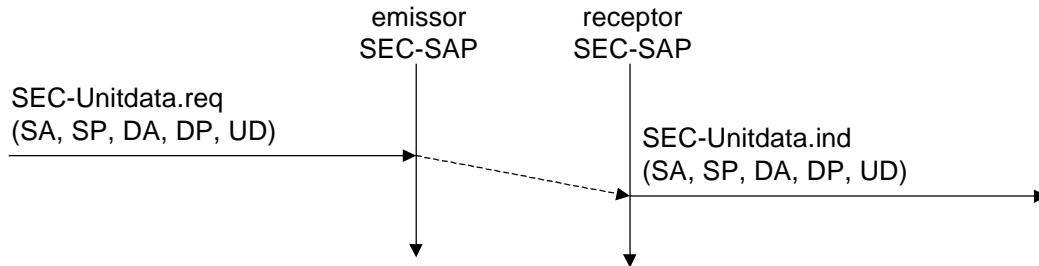 emissor
SEC-SAP
receptor
SEC-SAP
SEC-Unitdata.req
(SA, SP, DA, DP, UD)
SEC-Unitdata.ind
(SA, SP, DA, DP, UD)